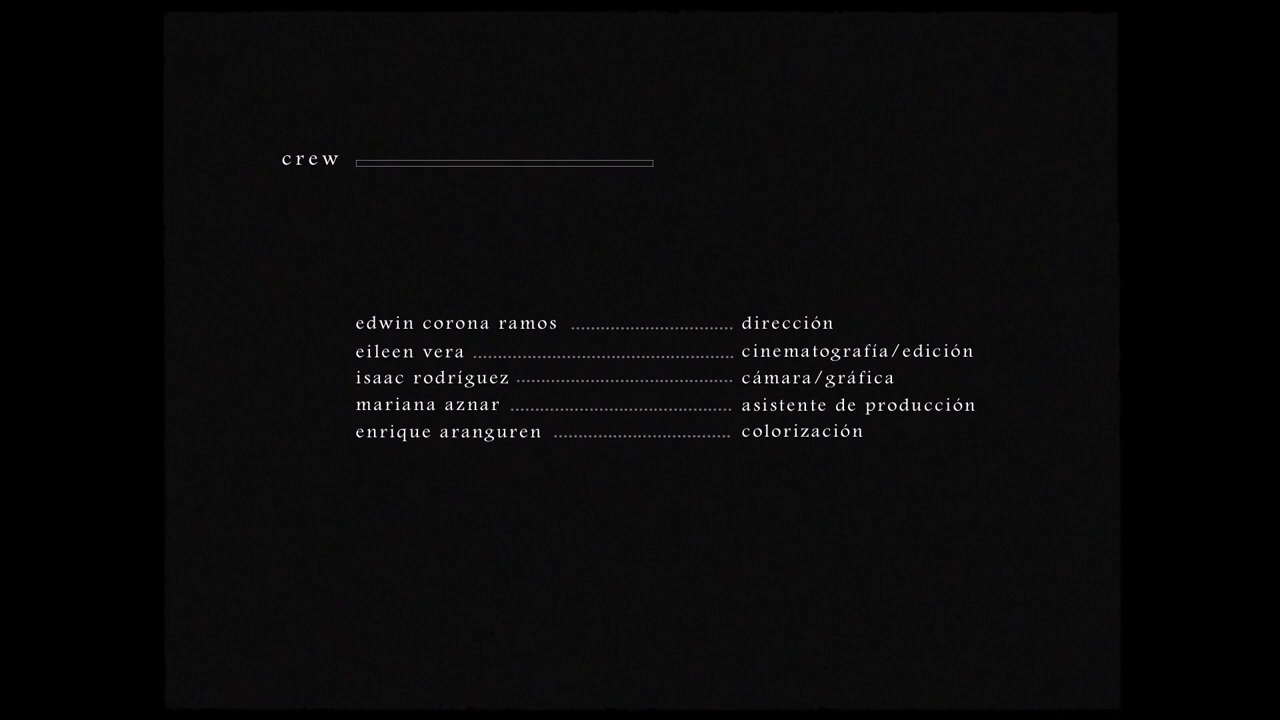 crew
edwin corona ramos ........................................ dirección
eileen vera ................................................................ cinematografía/edición
isaac rodríguez ...................................................... cámara/gráfica
mariana aznar ....................................................... asistente de producción
enrique aranguren ............................................ colorización